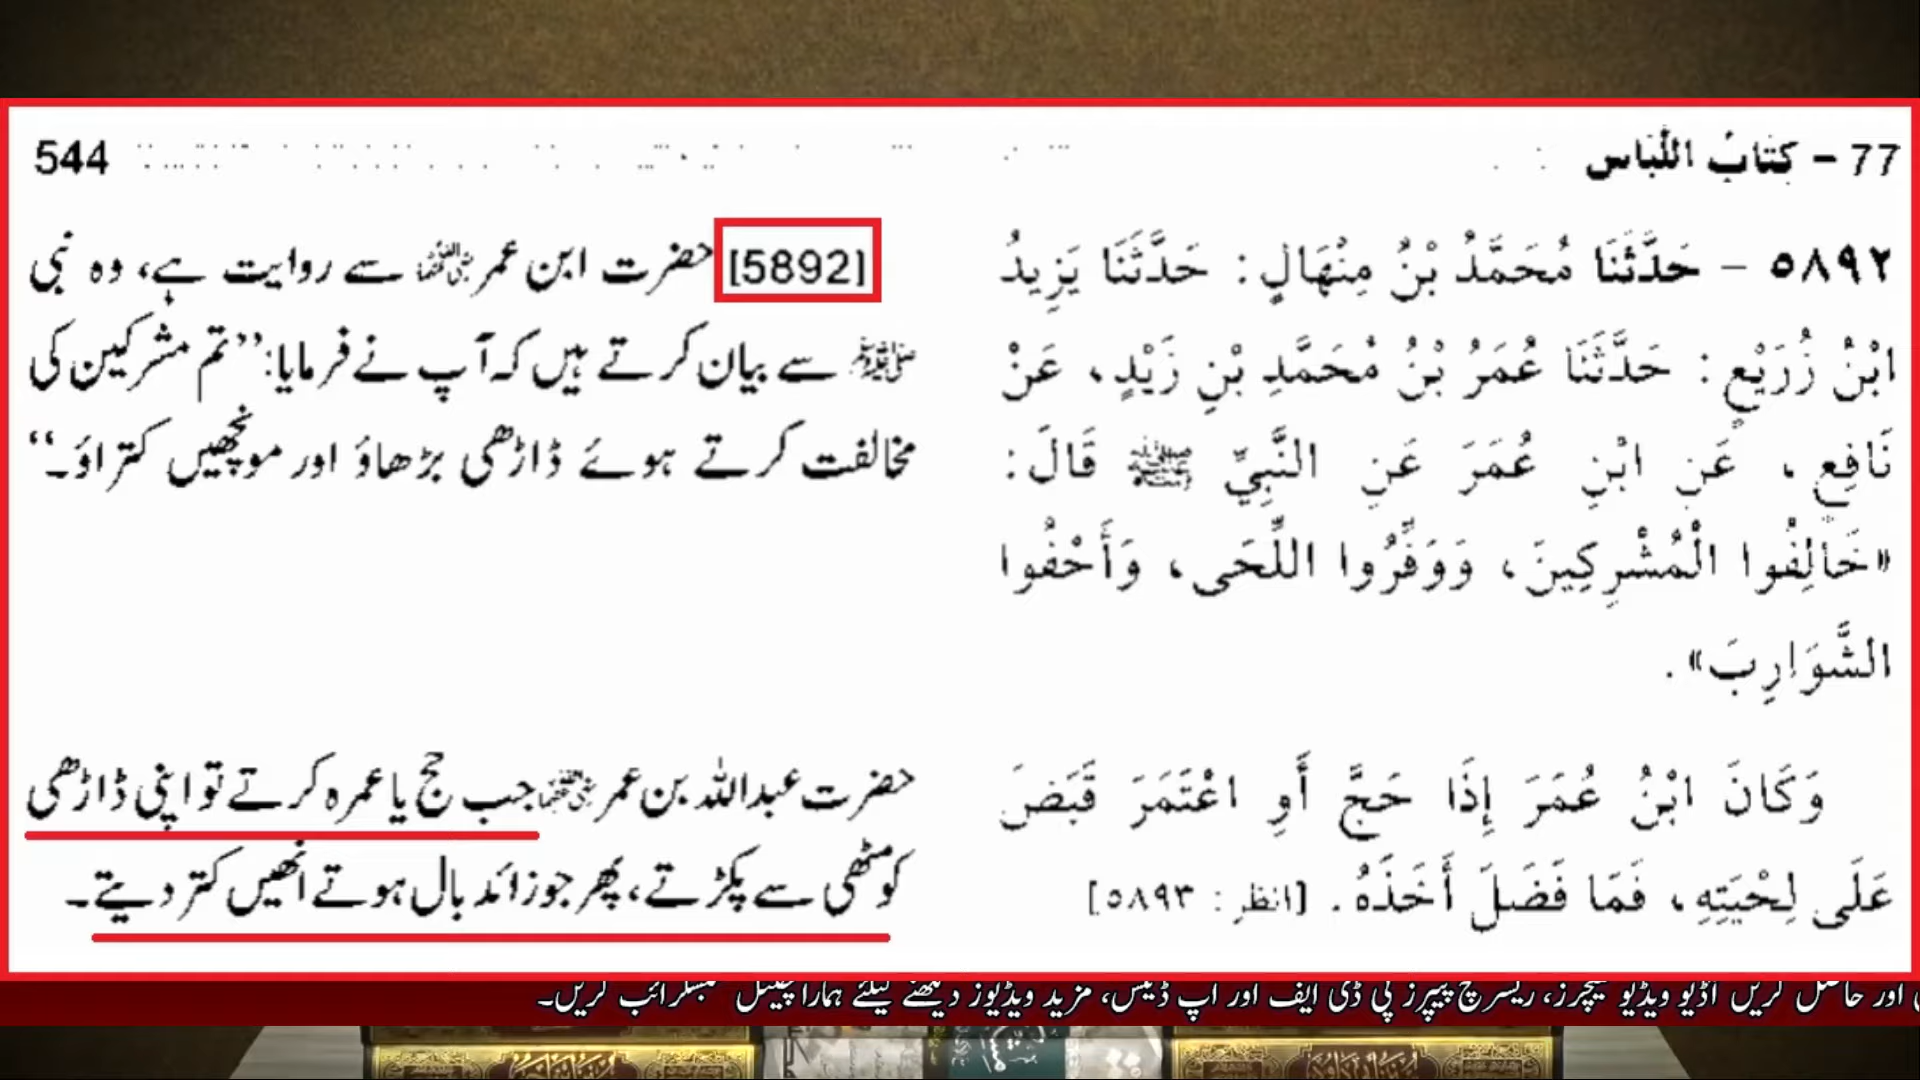 77 – كِتَابُ اللِّبَاس
544
٥٨٩٢ – حَدَّثَنَا مُحَمَّدُ بْنُ مِنْهَالٍ: حَدَّثَنَا يَزِيدُ
ابْنُ زُرَيْعٍ: حَدَّثَنَا عُمَرُ بْنُ مُحَمَّدِ بْنِ زَيْدٍ، عَنْ
نَافِعٍ، عَنِ ابْنِ عُمَرَ عَنِ النَّبِيِّ ﷺ قَالَ:
«خَالِفُوا الْمُشْرِكِينَ، وَوَفِّرُوا اللِّحَى، وَأَحْفُوا
الشَّوَارِبَ».
وَكَانَ ابْنُ عُمَرَ إِذَا حَجَّ أَوِ اعْتَمَرَ قَبَضَ
عَلَى لِحْيَتِهِ، فَمَا فَضَلَ أَخَذَهُ. [انظر: ٥٨٩٣]
[5892] حضرت ابن عمر رضی اللہ عنہما سے روایت ہے، وہ نبی
ﷺ سے بیان کرتے ہیں کہ آپ نے فرمایا: ’’تم مشرکین کی
مخالفت کرتے ہوئے ڈاڑھی بڑھاؤ اور مونچھیں کتراؤ۔‘‘
حضرت عبداللہ بن عمر رضی اللہ عنہما جب حج یا عمرہ کرتے تو اپنی ڈاڑھی
کو مٹھی سے پکڑتے، پھر جو زائد بال ہوتے انھیں کتر دیتے۔
اور حاصل کریں آڈیو ویڈیو لیکچرز، ریسرچ پیپرز پی ڈی ایف اور اپ ڈیٹس، مزید ویڈیوز دیکھنے کیلئے ہمارا چینل سبسکرائب کریں۔